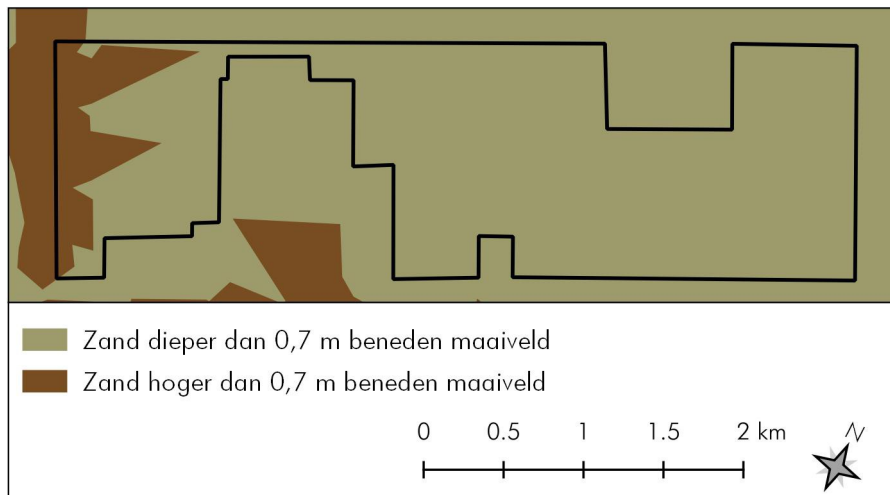 Zand dieper dan 0,7 m beneden maaiveld
Zand hoger dan 0,7 m beneden maaiveld
0 0.5 1 1.5 2 km
N